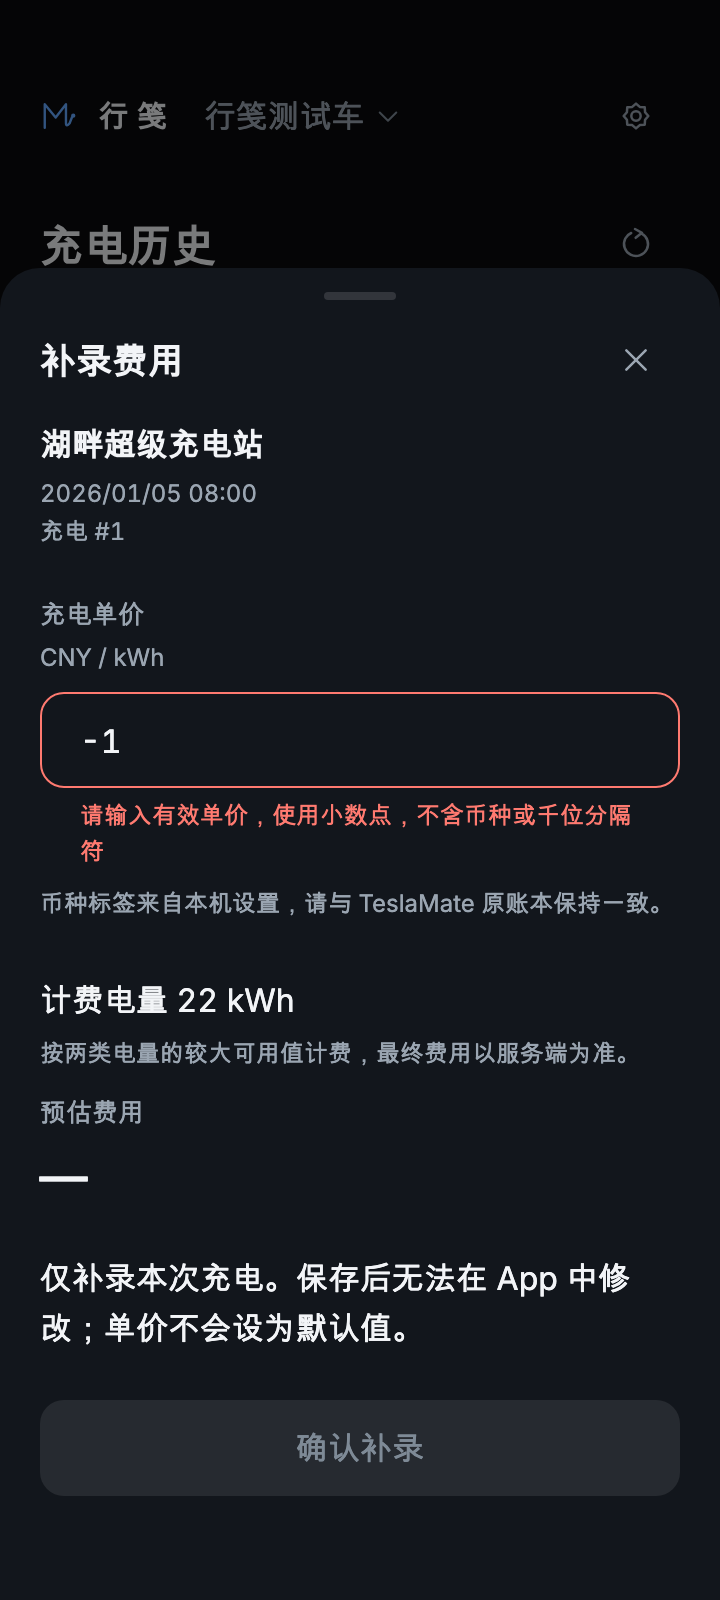 行笺 行笺测试车
充电历史
补录费用
湖畔超级充电站
2026/01/05 08:00
充电 #1
充电单价
CNY / kWh
-1
请输入有效单价，使用小数点，不含币种或千位分隔
符
币种标签来自本机设置，请与 TeslaMate 原账本保持一致。
计费电量 22 kWh
按两类电量的较大可用值计费，最终费用以服务端为准。
预估费用
—
仅补录本次充电。保存后无法在 App 中修
改；单价不会设为默认值。
确认补录